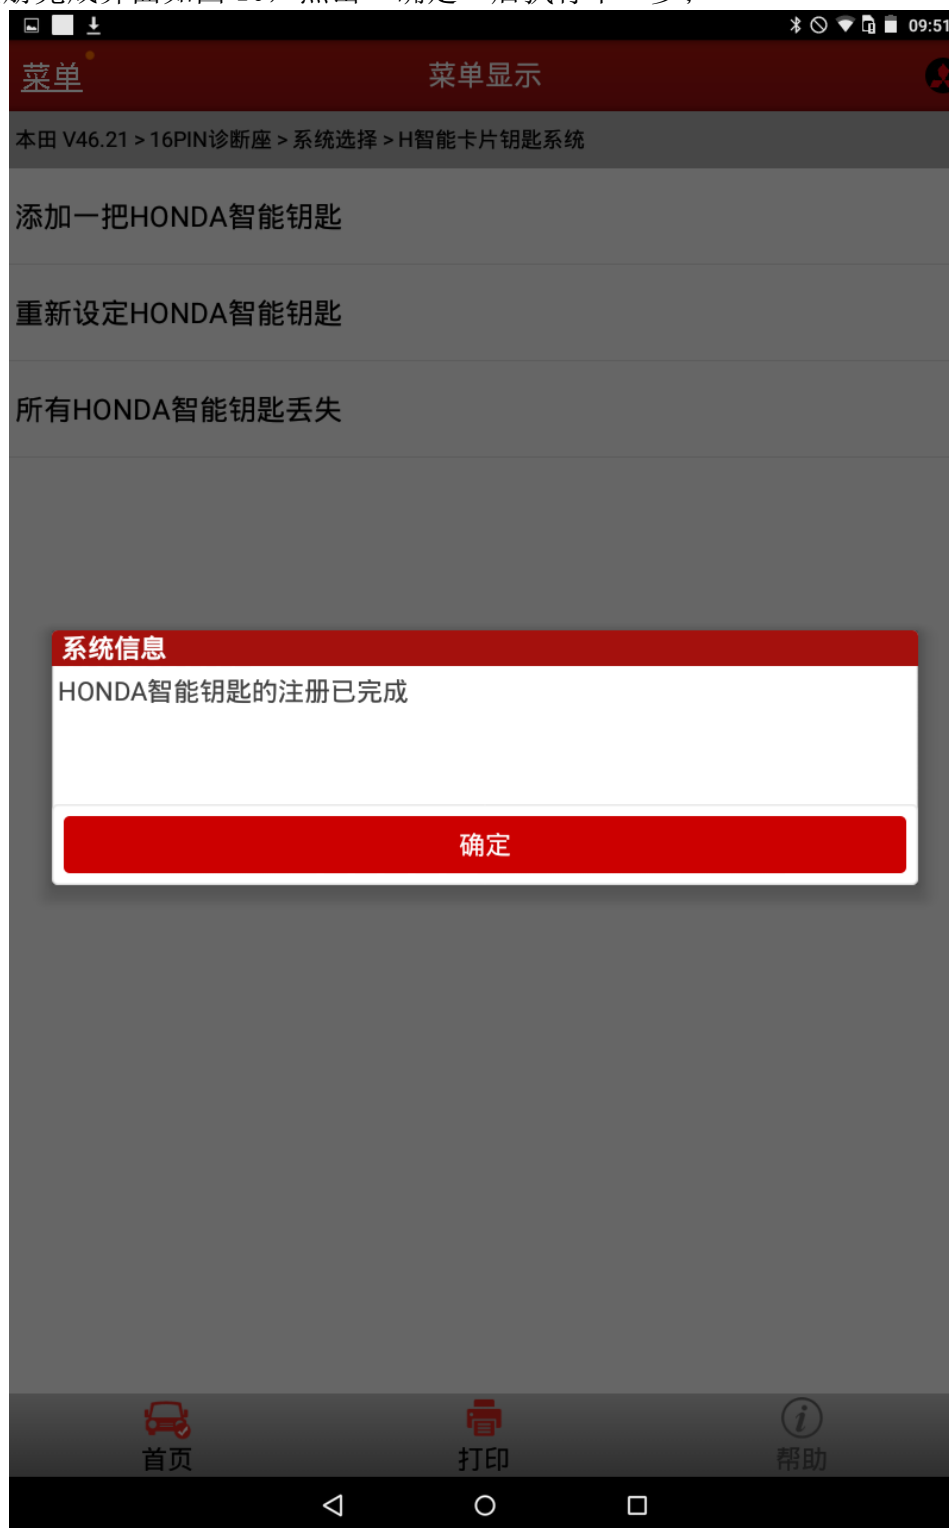 09:51
菜单
菜单显示
本田 V46.21 > 16PIN诊断座 > 系统选择 > H智能卡片钥匙系统
添加一把HONDA智能钥匙
重新设定HONDA智能钥匙
所有HONDA智能钥匙丢失
系统信息
HONDA智能钥匙的注册已完成
确定
首页
打印
帮助